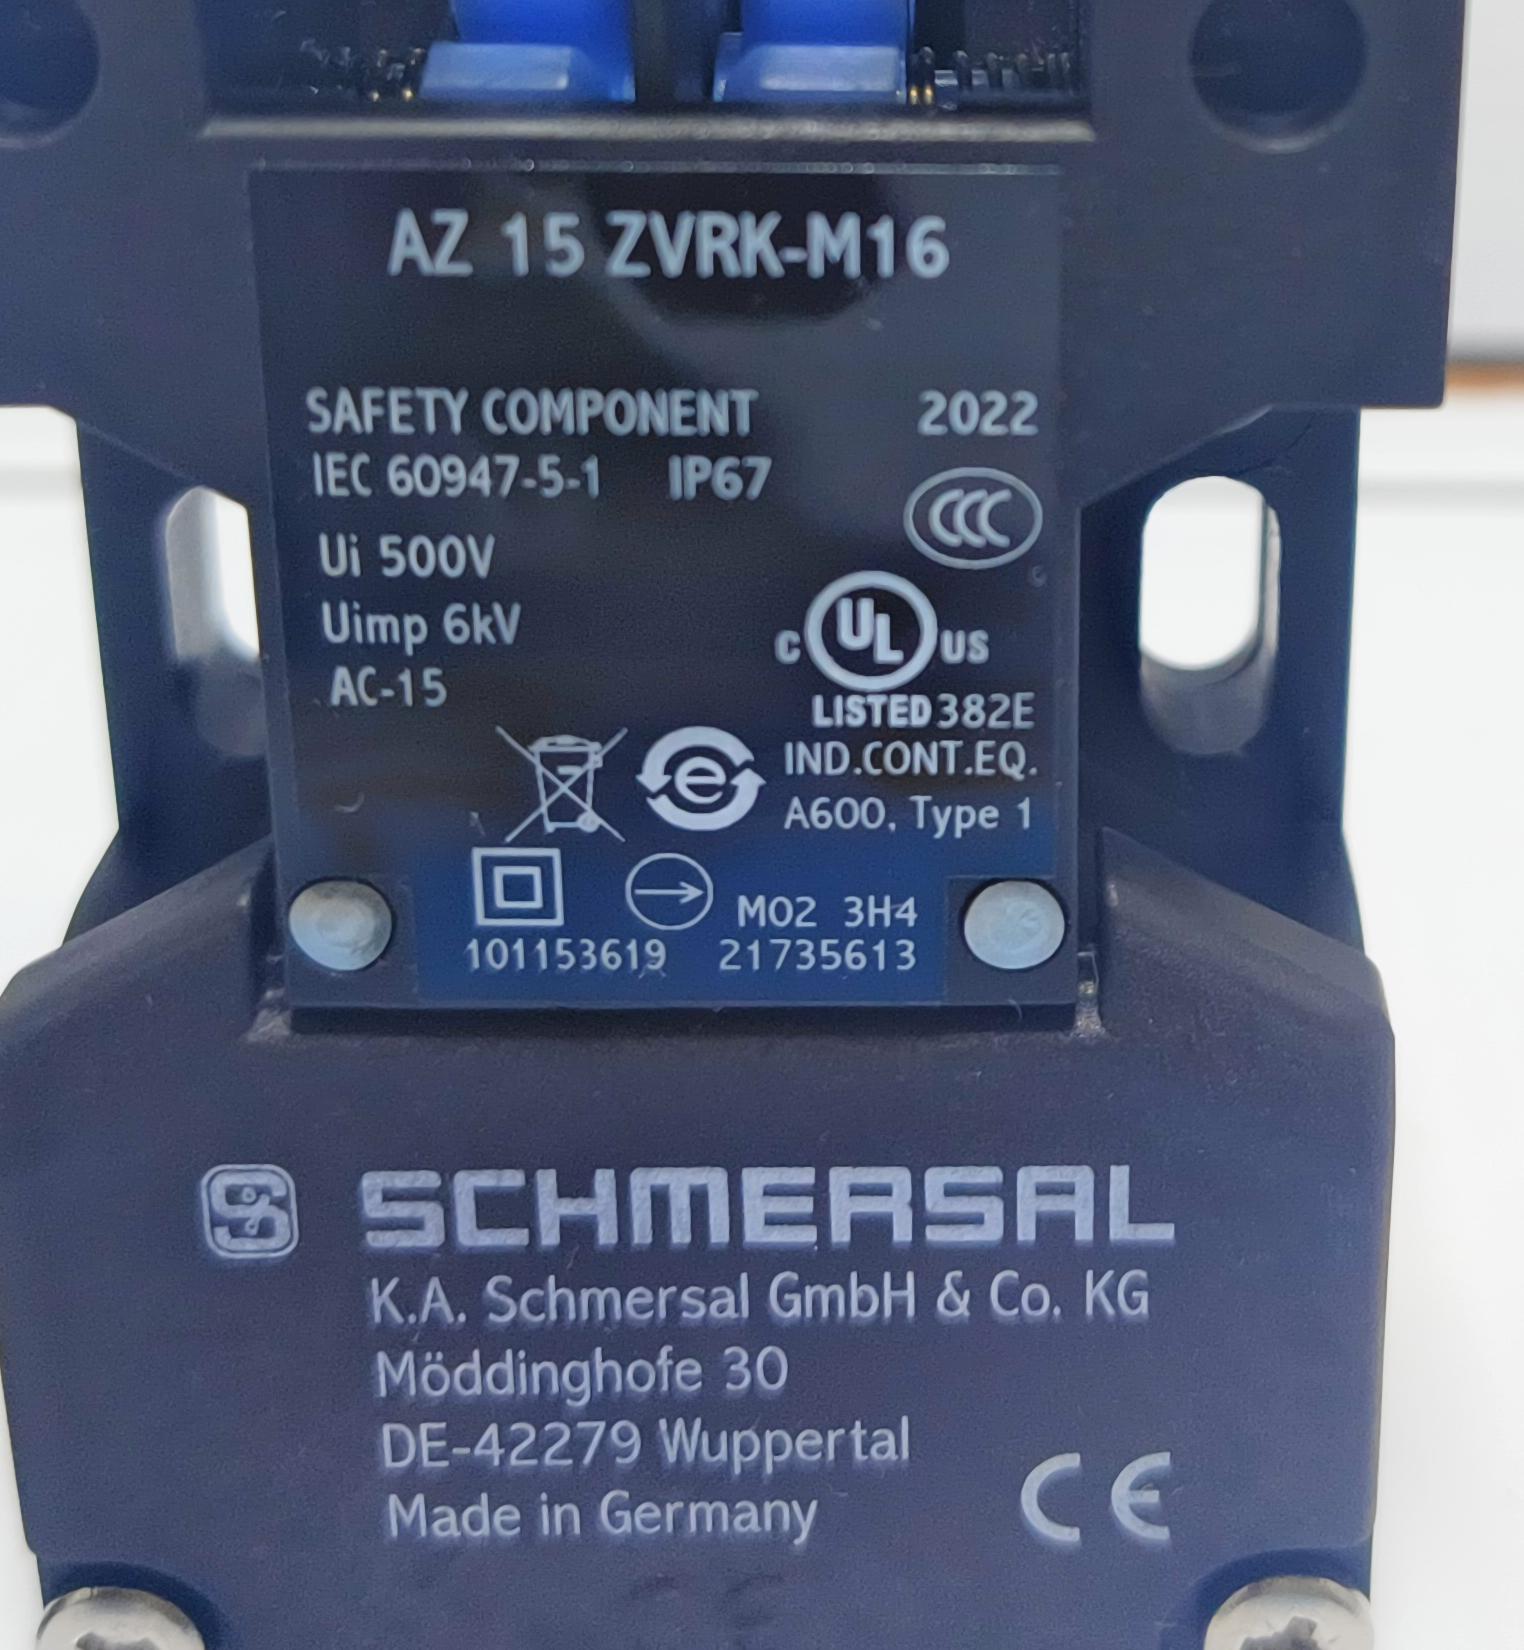 AZ 15 ZVRK-M16
SAFETY COMPONENT 2022
IEC 60947-5-1 IP67
CCC
Ui 500V
Uimp 6kV
C UL US
AC-15
LISTED 382E
IND.CONT.EQ.
e
A600, Type 1
M02 3H4
101153619 21735613
S SCHMERSAL
K.A. Schmersal GmbH & Co. KG
Möddinghofe 30
DE-42279 Wuppertal
Made in Germany
CE